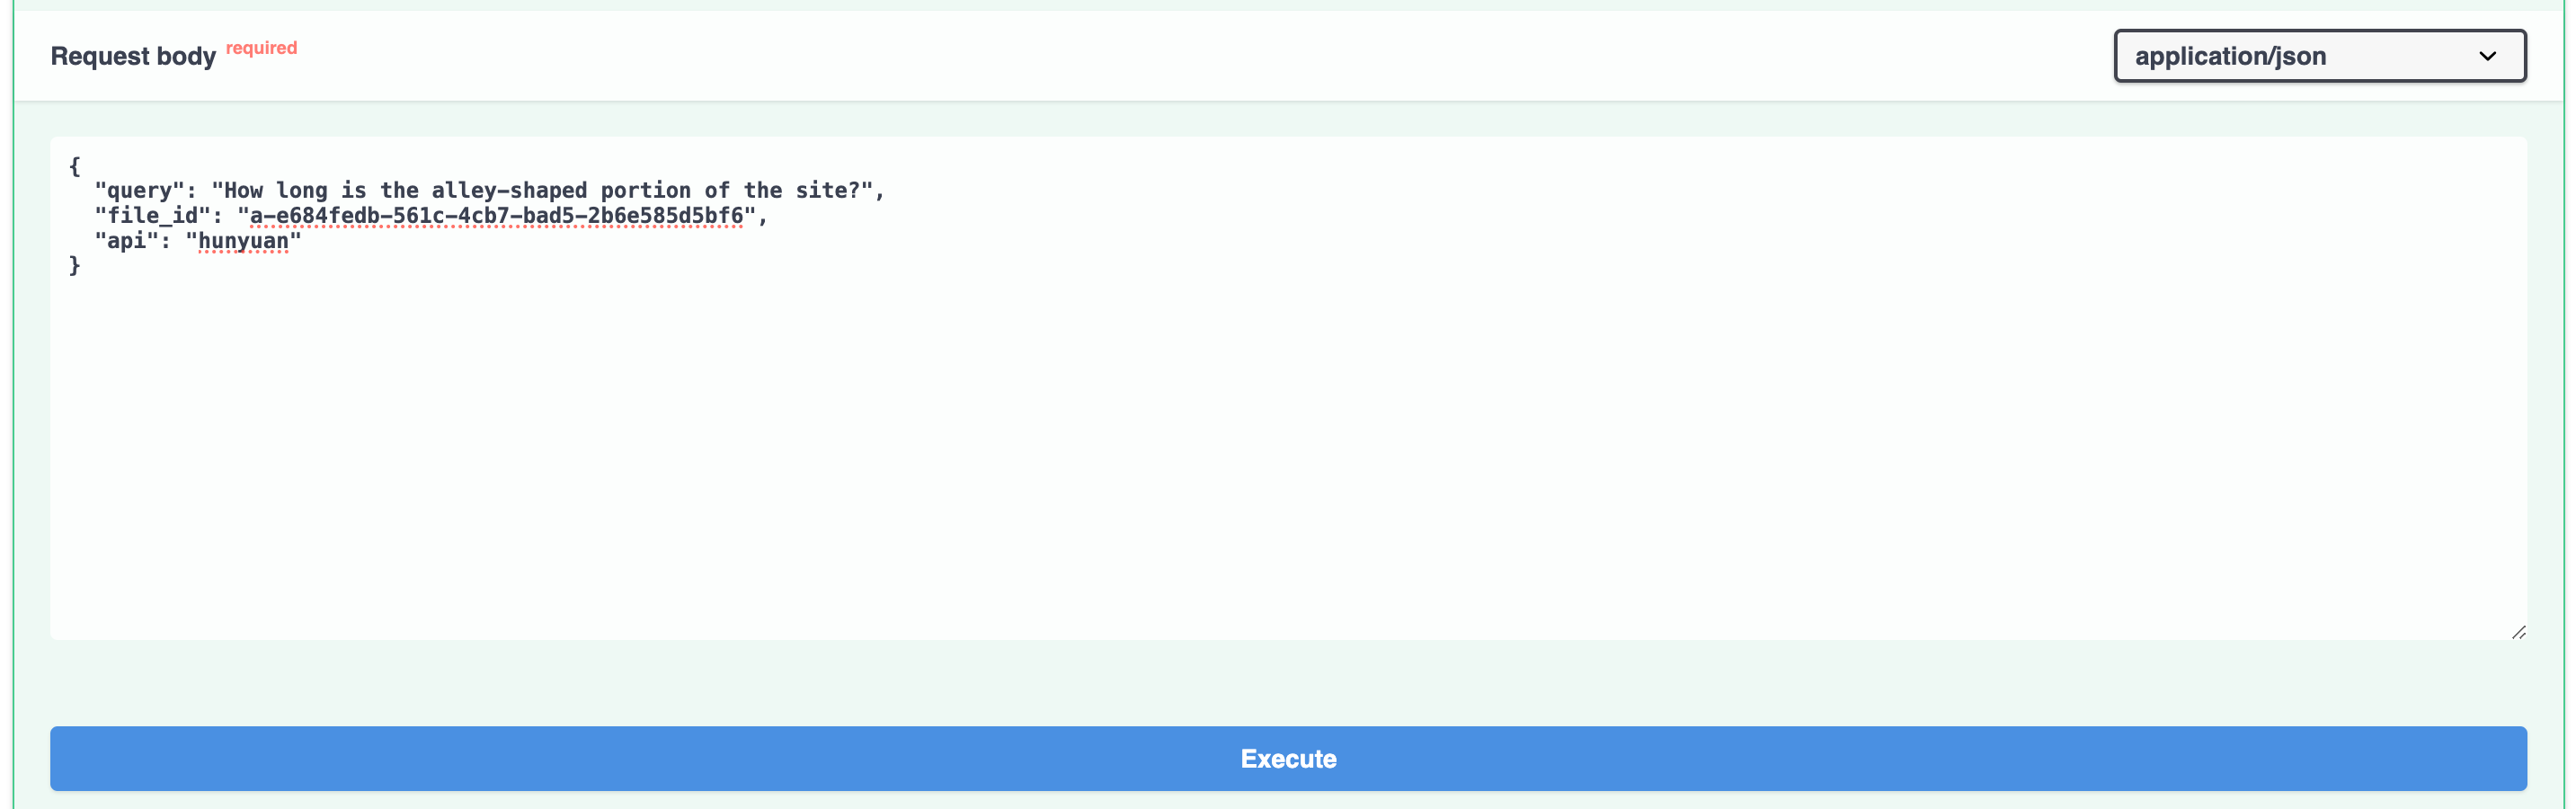 Request body required
application/json
{
"query": "How long is the alley-shaped portion of the site?",
"file_id": "a-e684fedb-561c-4cb7-bad5-2b6e585d5bf6",
"api": "hunyuan"
}
Execute